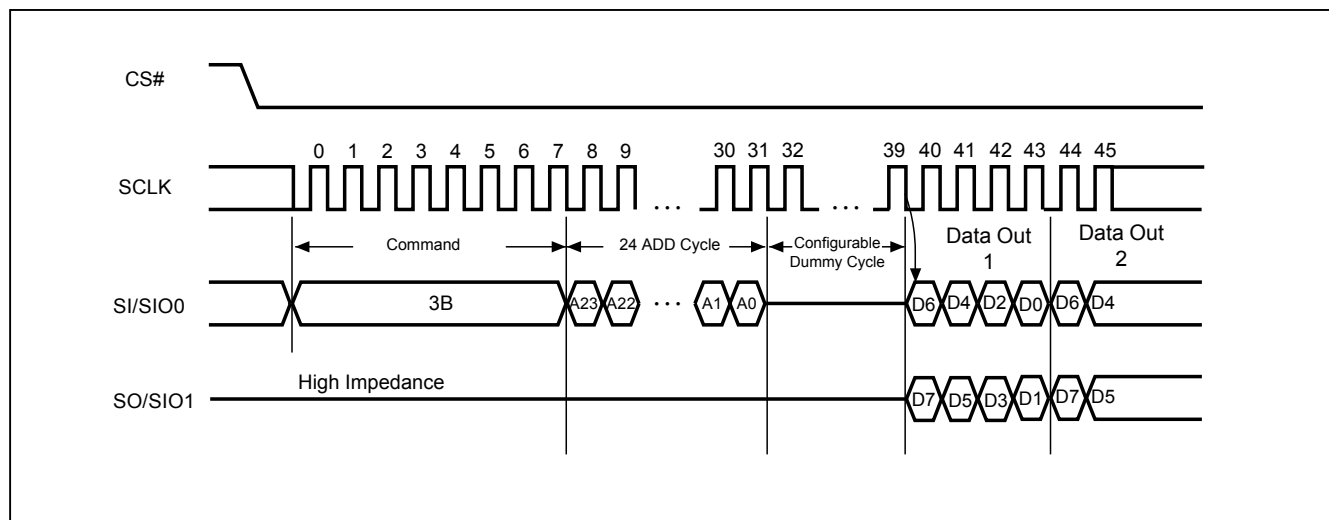 CS#
0 1 2 3 4 5 6 7 8 9 30 31 32 39 40 41 42 43 44 45
SCLK
...
...
Command
24 ADD Cycle
Configurable
Dummy Cycle
Data Out
1
Data Out
2
SI/SIO0
3B
A23 A22 ... A1 A0
D6 D4 D2 D0 D6 D4
High Impedance
SO/SIO1
D7 D5 D3 D1 D7 D5